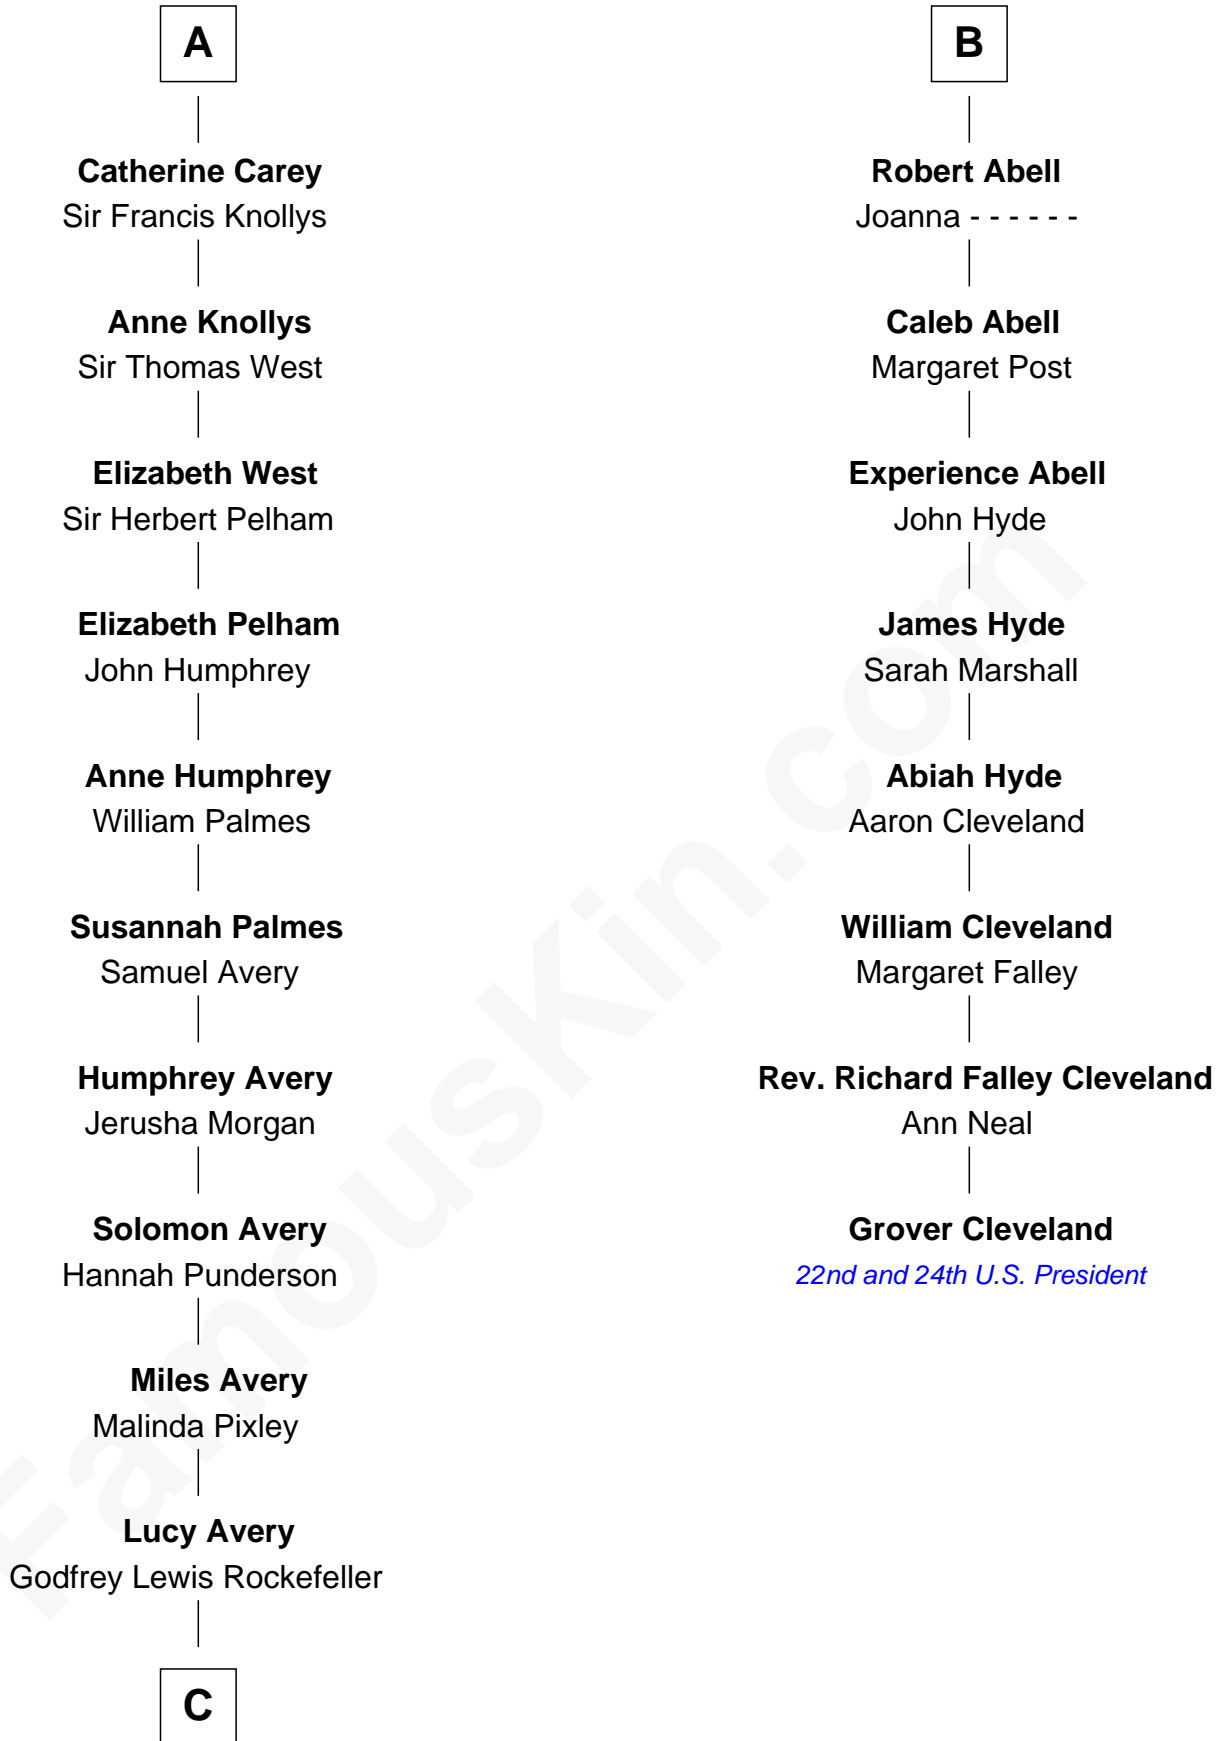 A
Catherine Carey
Sir Francis Knollys
Anne Knollys
Sir Thomas West
Elizabeth West
Sir Herbert Pelham
Elizabeth Pelham
John Humphrey
Anne Humphrey
William Palmes
Susannah Palmes
Samuel Avery
Humphrey Avery
Jerusha Morgan
Solomon Avery
Hannah Punderson
Miles Avery
Malinda Pixley
Lucy Avery
Godfrey Lewis Rockefeller
C
B
Robert Abell
Joanna - - - - - -
Caleb Abell
Margaret Post
Experience Abell
John Hyde
James Hyde
Sarah Marshall
Abiah Hyde
Aaron Cleveland
William Cleveland
Margaret Falley
Rev. Richard Falley Cleveland
Ann Neal
Grover Cleveland
22nd and 24th U.S. President
FamousKin.com